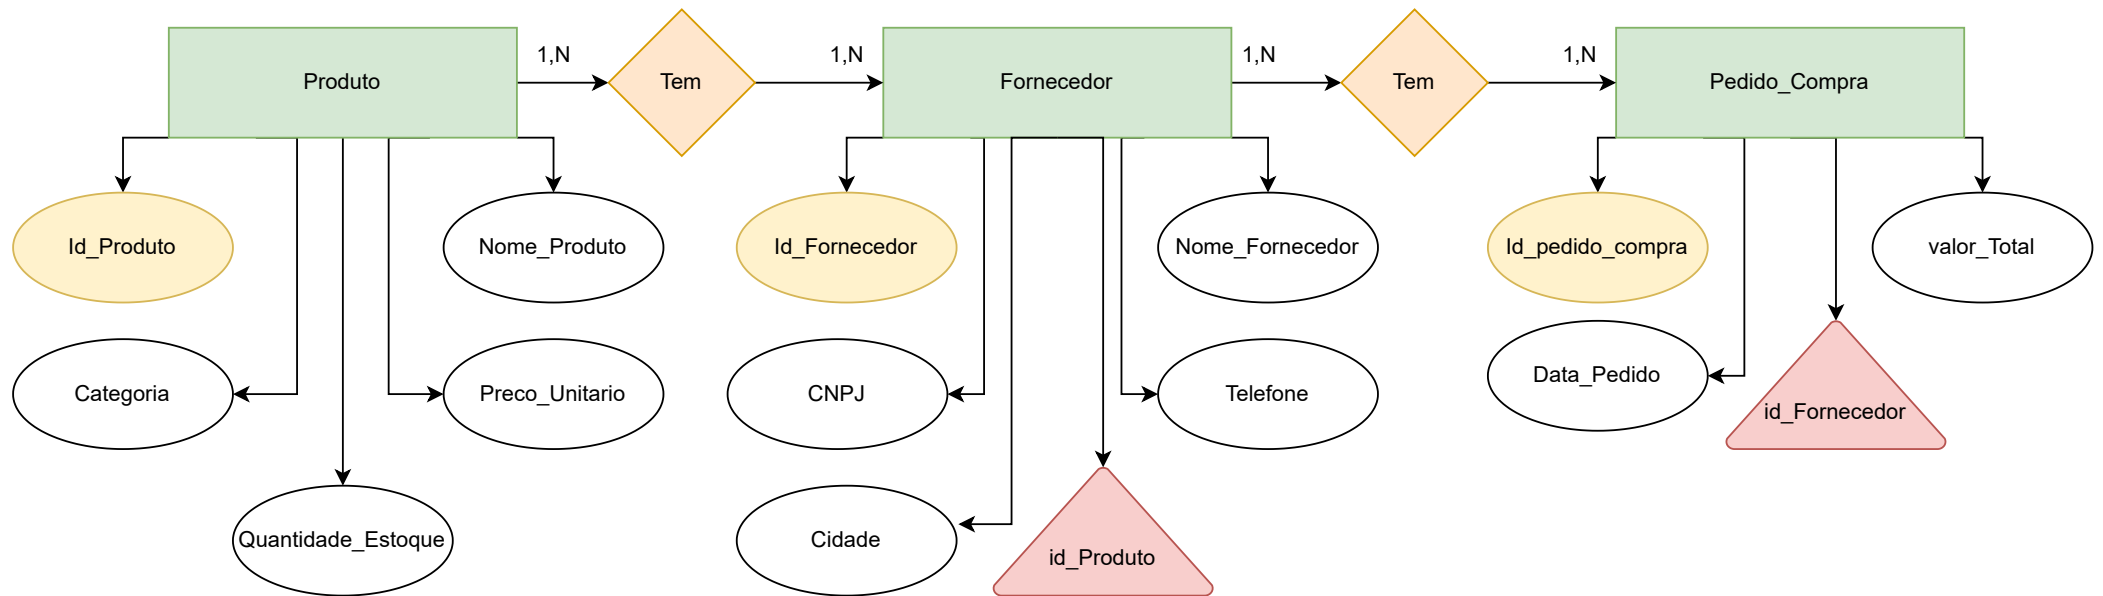 Produto
1,N
Tem
1,N
Fornecedor
1,N
Tem
1,N
Pedido_Compra
Id_Produto
Nome_Produto
Id_Fornecedor
Nome_Fornecedor
Id_pedido_compra
valor_Total
Categoria
Preco_Unitario
CNPJ
Telefone
Data_Pedido
id_Fornecedor
Quantidade_Estoque
Cidade
id_Produto